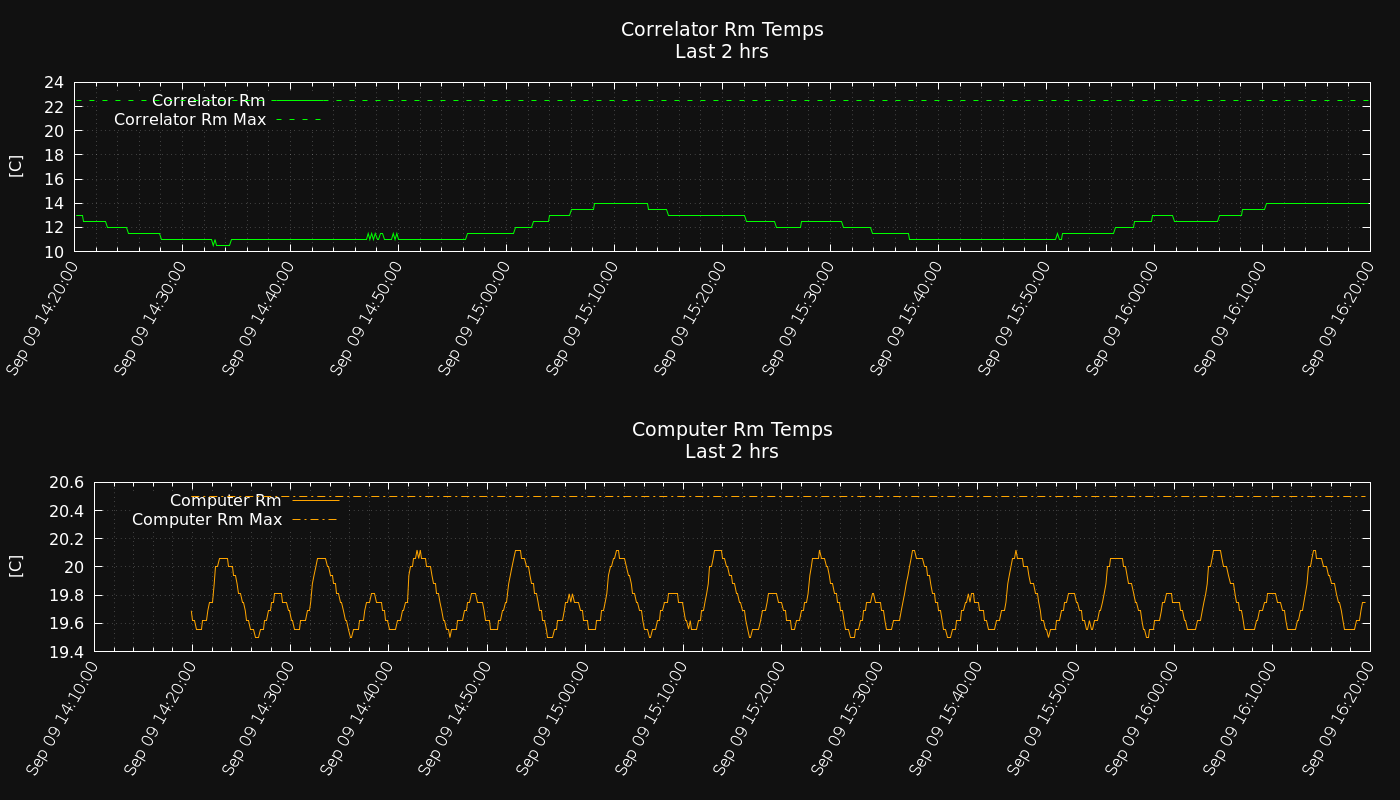 Correlator Rm Temps
Last 2 hrs
24
22
20
18
16
14
12
10
[C]
Correlator Rm
Correlator Rm Max
Sep 09 14:20:00
Sep 09 14:30:00
Sep 09 14:40:00
Sep 09 14:50:00
Sep 09 15:00:00
Sep 09 15:10:00
Sep 09 15:20:00
Sep 09 15:30:00
Sep 09 15:40:00
Sep 09 15:50:00
Sep 09 16:00:00
Sep 09 16:10:00
Sep 09 16:20:00
Computer Rm Temps
Last 2 hrs
20.6
20.4
20.2
20
19.8
19.6
19.4
[C]
Computer Rm
Computer Rm Max
Sep 09 14:10:00
Sep 09 14:20:00
Sep 09 14:30:00
Sep 09 14:40:00
Sep 09 14:50:00
Sep 09 15:00:00
Sep 09 15:10:00
Sep 09 15:20:00
Sep 09 15:30:00
Sep 09 15:40:00
Sep 09 15:50:00
Sep 09 16:00:00
Sep 09 16:10:00
Sep 09 16:20:00